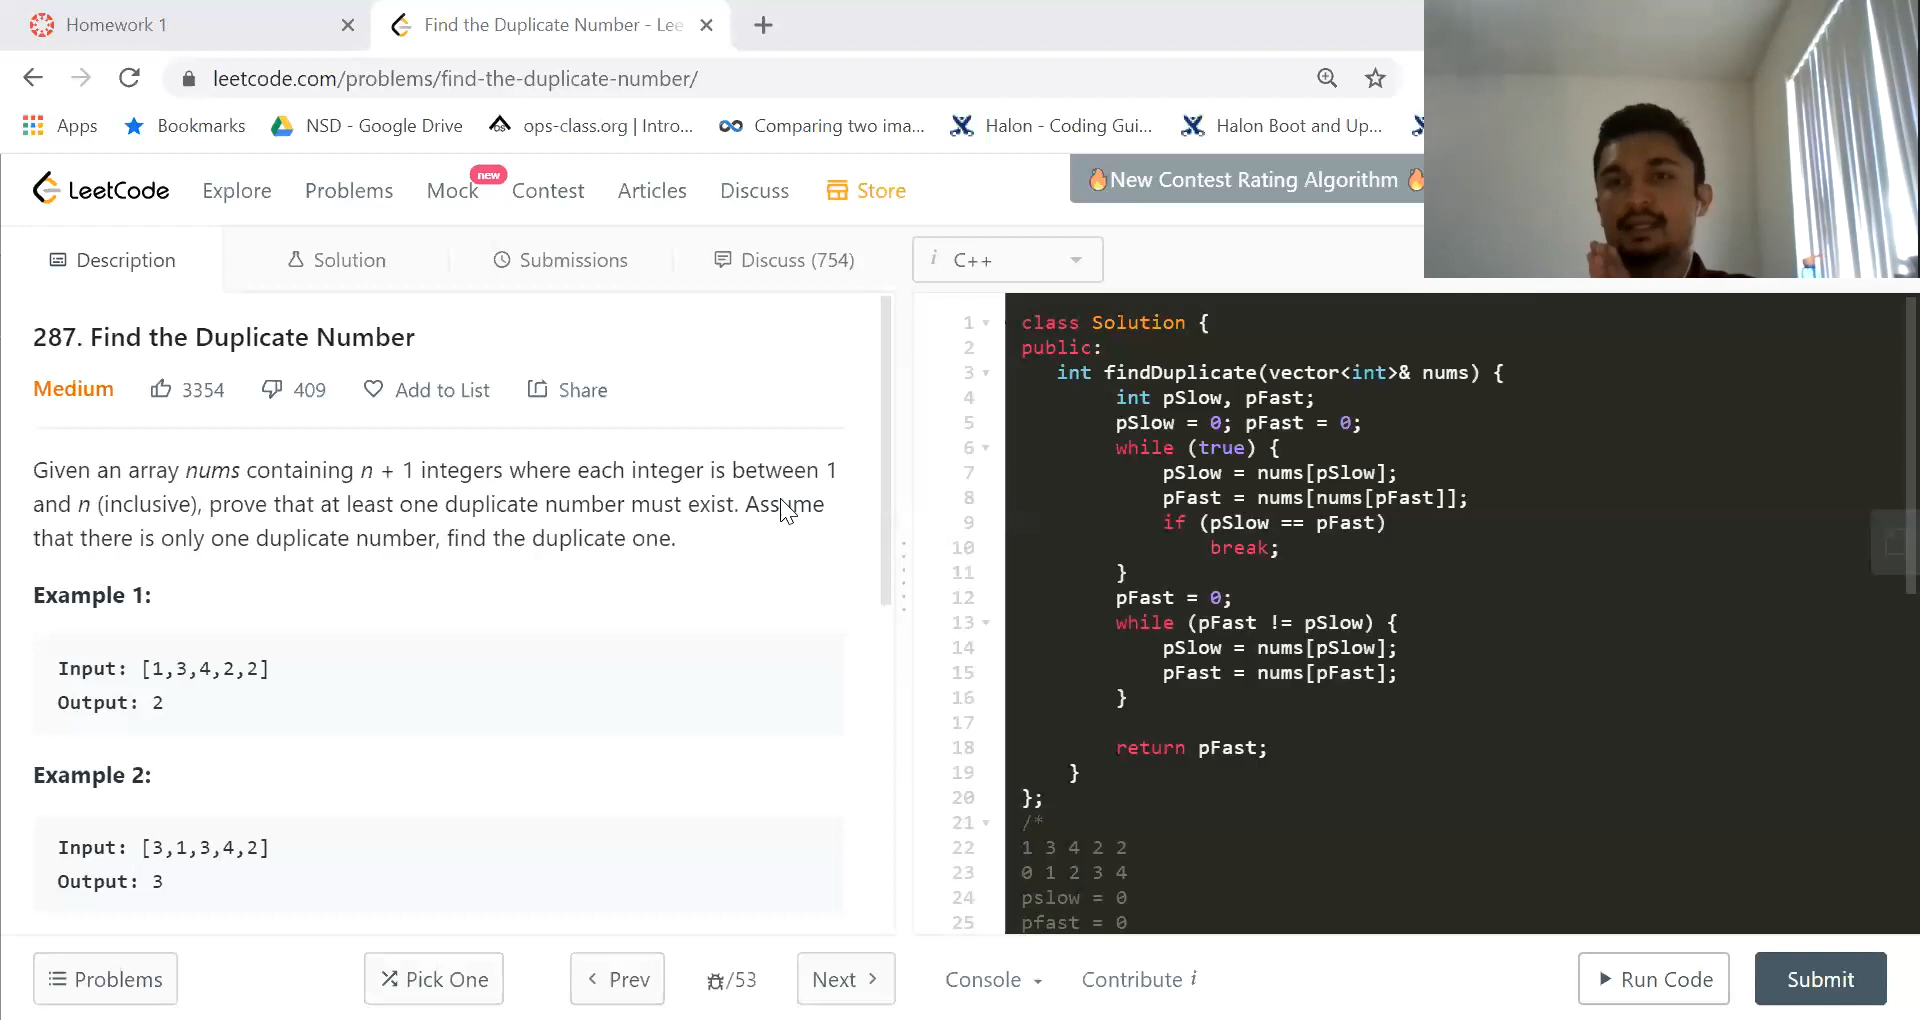 Homework 1
Find the Duplicate Number - Lee
leetcode.com/problems/find-the-duplicate-number/
Apps
Bookmarks
NSD - Google Drive
ops-class.org | Intro...
Comparing two ima...
Halon - Coding Gui...
Halon Boot and Up...
LeetCode
Explore
Problems
Mock
new
Contest
Articles
Discuss
Store
New Contest Rating Algorithm
Description
Solution
Submissions
Discuss (754)
i C++
287. Find the Duplicate Number
Medium
3354
409
Add to List
Share
Given an array nums containing n + 1 integers where each integer is between 1
and n (inclusive), prove that at least one duplicate number must exist. Assume
that there is only one duplicate number, find the duplicate one.
Example 1:
Input: [1,3,4,2,2]
Output: 2
Example 2:
Input: [3,1,3,4,2]
Output: 3
1 class Solution {
2 public:
3 int findDuplicate(vector<int>& nums) {
4 int pSlow, pFast;
5 pSlow = 0; pFast = 0;
6 while (true) {
7 pSlow = nums[pSlow];
8 pFast = nums[nums[pFast]];
9 if (pSlow == pFast)
10 break;
11 }
12 pFast = 0;
13 while (pFast != pSlow) {
14 pSlow = nums[pSlow];
15 pFast = nums[pFast];
16 }
17
18 return pFast;
19 }
20 };
21 /*
22 1 3 4 2 2
23 0 1 2 3 4
24 pslow = 0
25 pfast = 0
Problems
Pick One
Prev
/53
Next
Console
Contribute i
Run Code
Submit